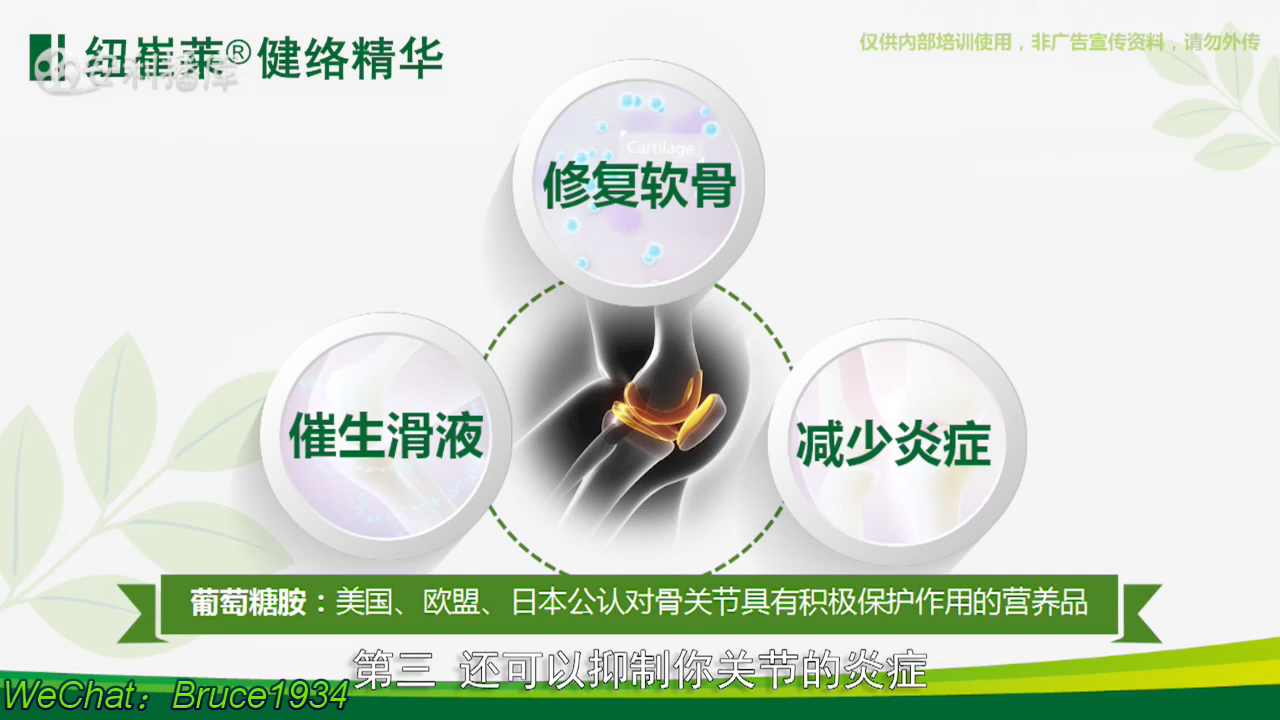 纽崔莱®健络精华
仅供内部培训使用，非广告宣传资料，请勿外传
Cartilage
修复软骨
催生滑液
减少炎症
葡萄糖胺：美国、欧盟、日本公认对骨关节具有积极保护作用的营养品
第三 还可以抑制你关节的炎症
WeChat：Bruce1934